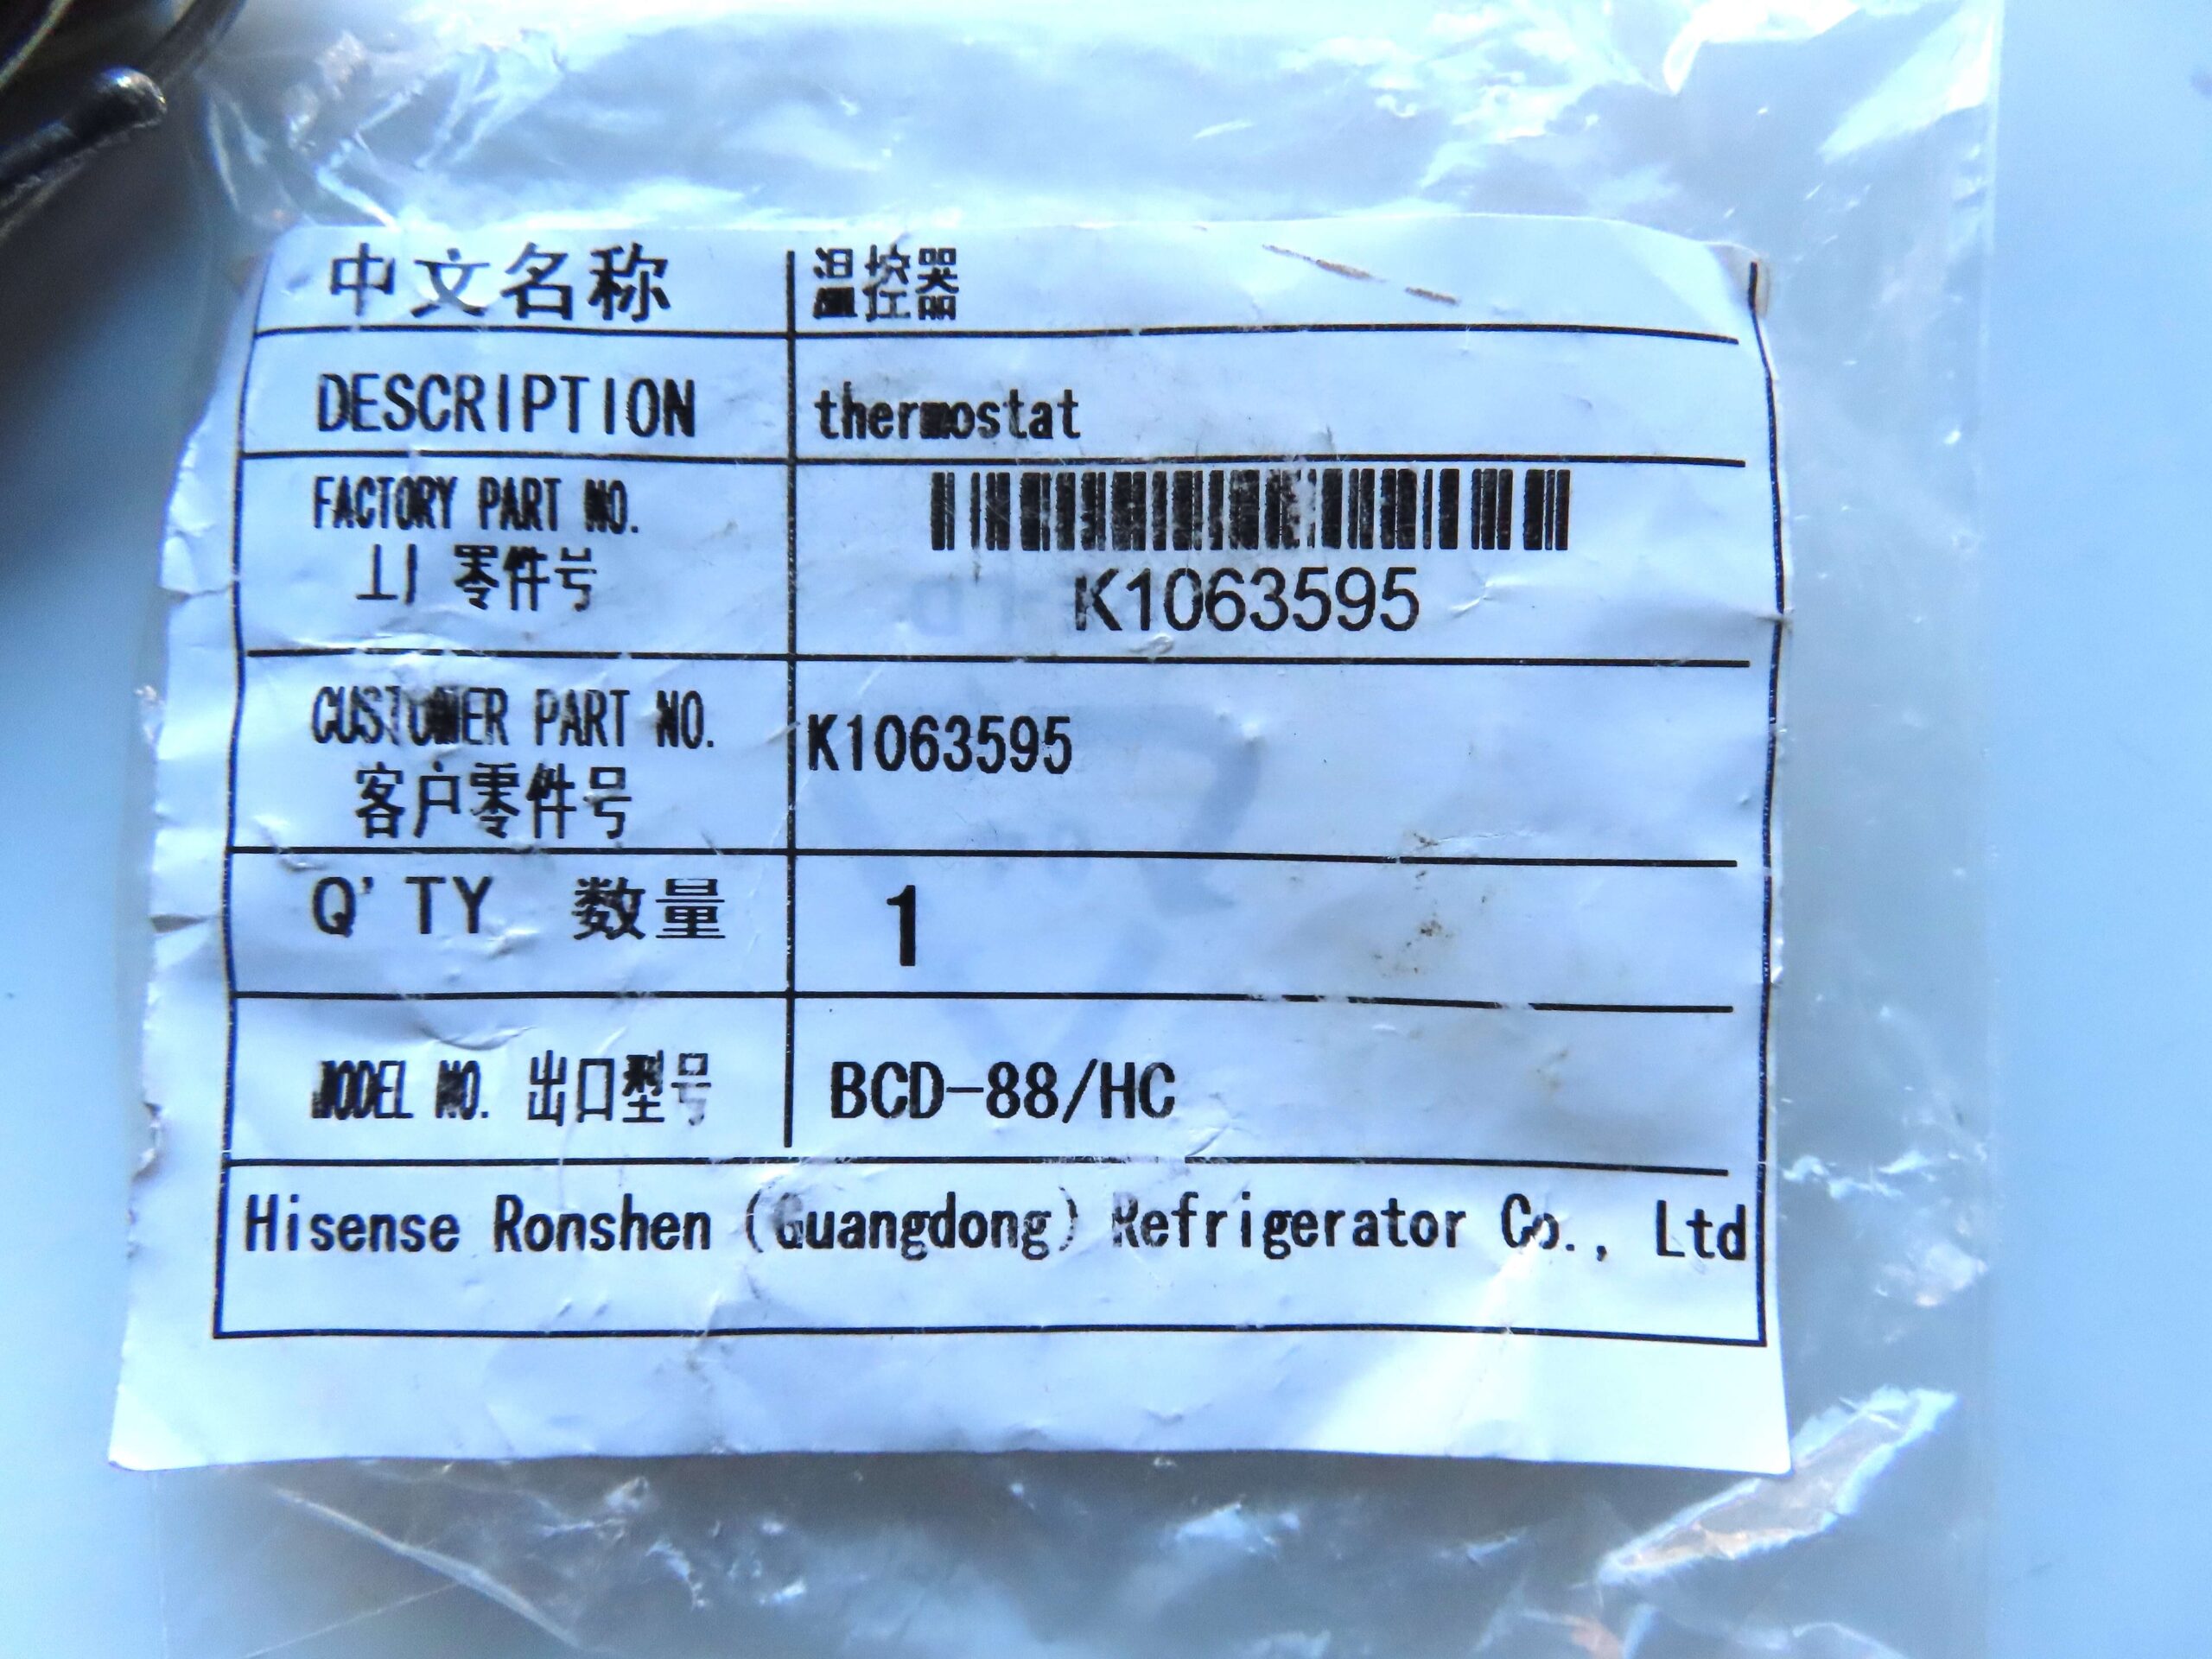 中文名称 温控器
DESCRIPTION thermostat
FACTORY PART NO.
工厂零件号 K1063595
CUSTOMER PART NO. K1063595
客户零件号
Q'TY 数量 1
MODEL NO. 出口型号 BCD-88/HC
Hisense Ronshen (Guangdong) Refrigerator Co., Ltd